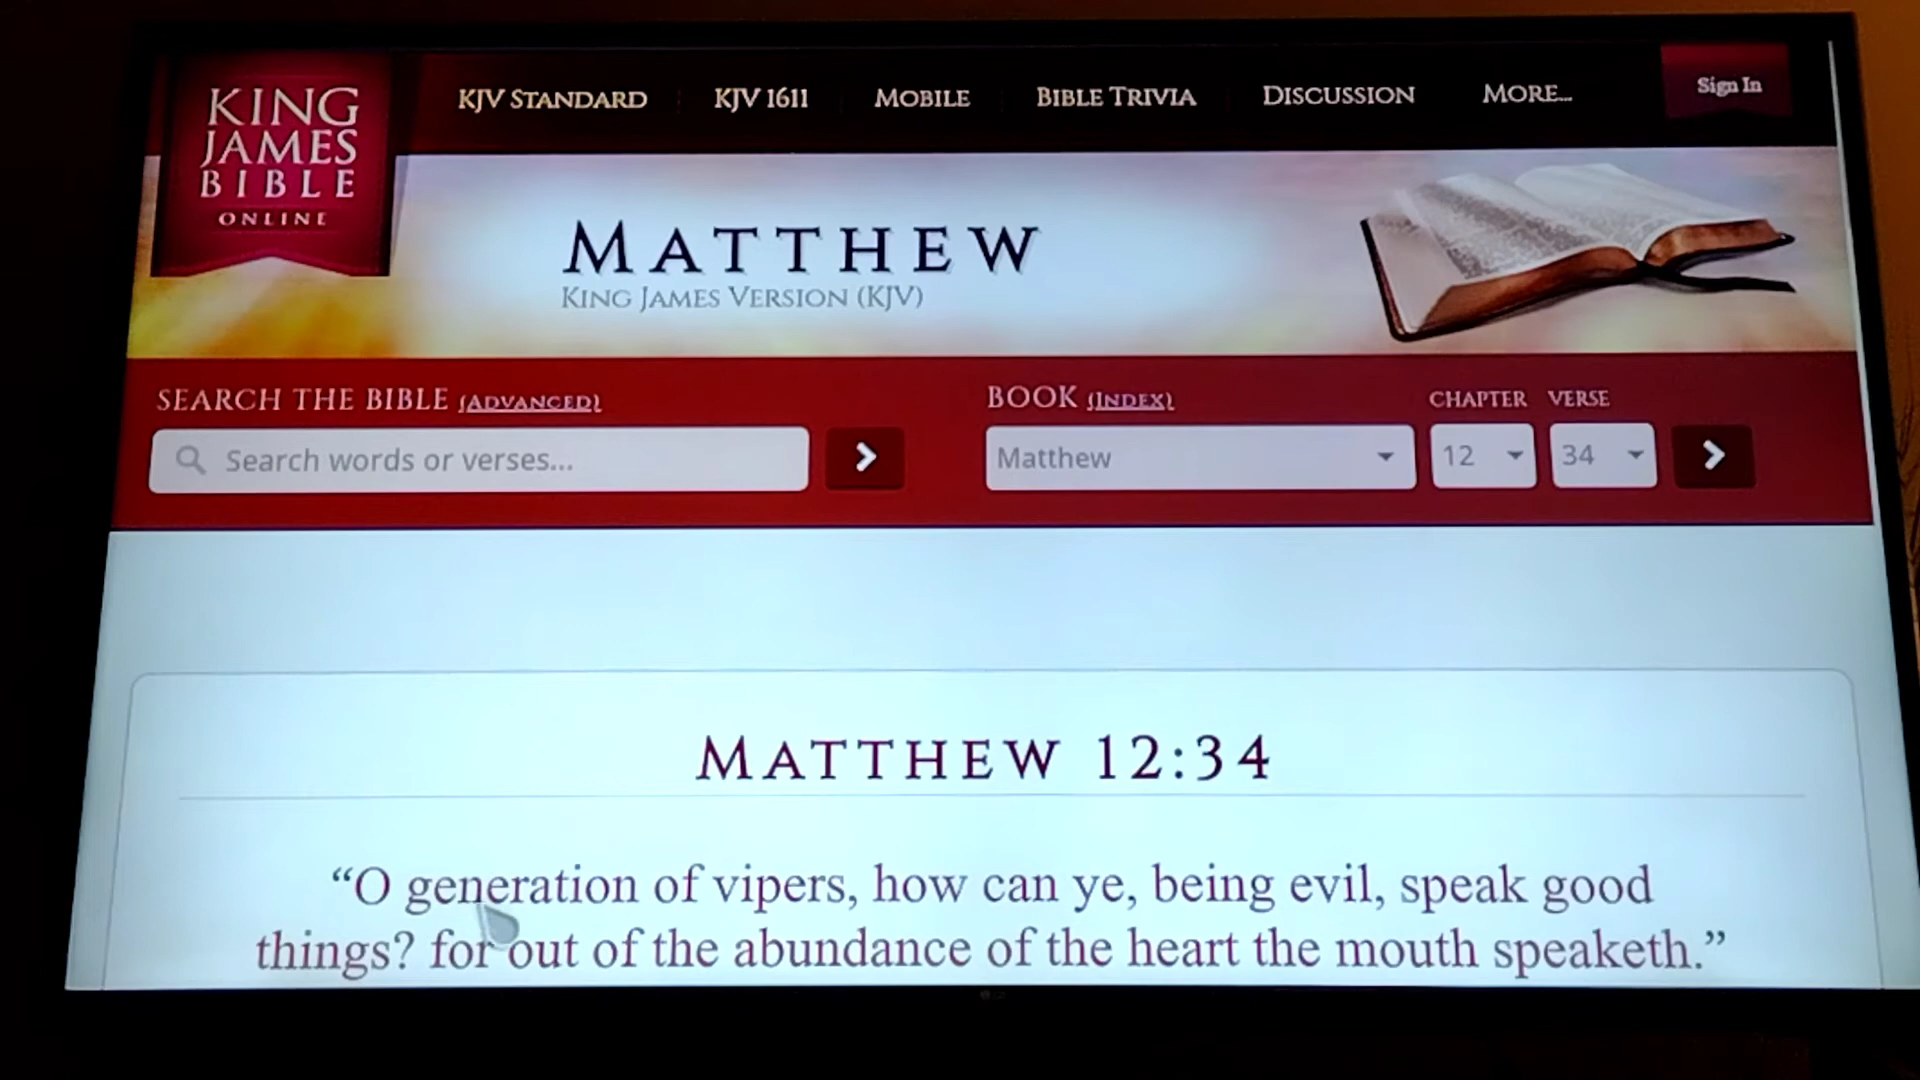 KING
JAMES
BIBLE
ONLINE
KJV STANDARD
KJV 1611
MOBILE
BIBLE TRIVIA
DISCUSSION
MORE...
Sign In
MATTHEW
KING JAMES VERSION (KJV)
SEARCH THE BIBLE (ADVANCED)
BOOK (INDEX)
CHAPTER
VERSE
Search words or verses...
Matthew
12
34
MATTHEW 12:34
“O generation of vipers, how can ye, being evil, speak good
things? for out of the abundance of the heart the mouth speaketh.”